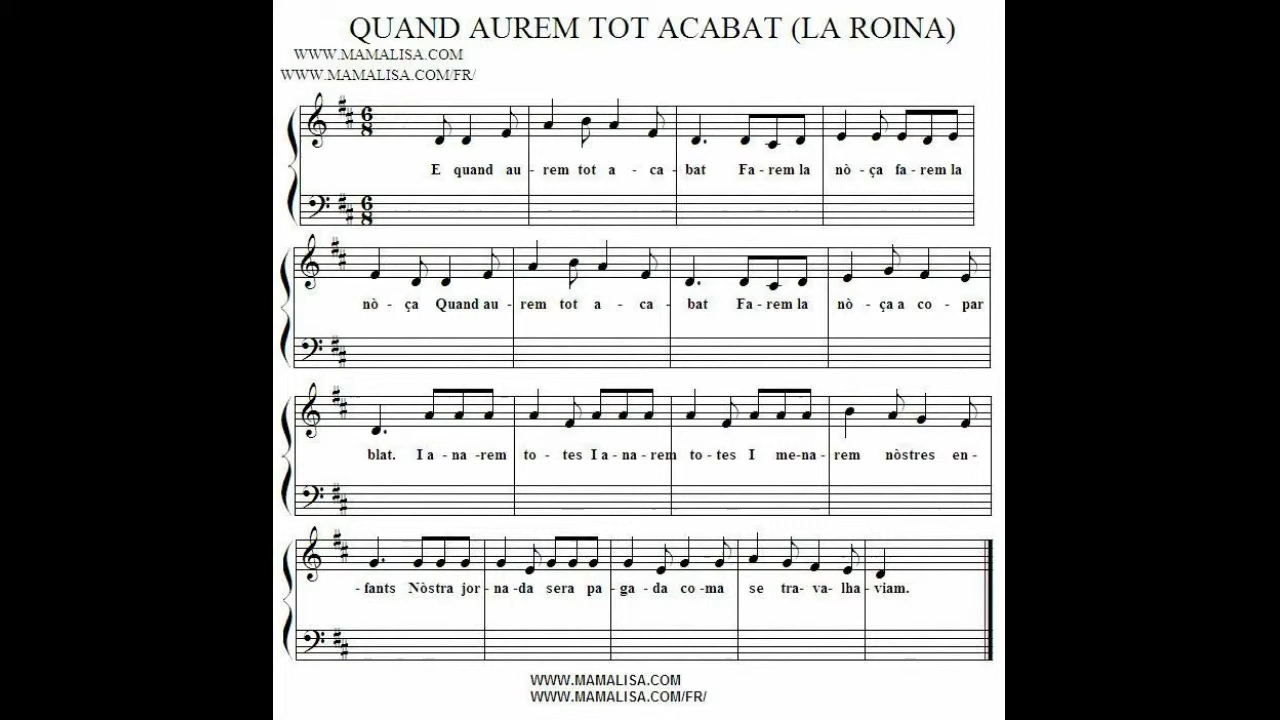 QUAND AUREM TOT ACABAT (LA ROINA)
WWW.MAMALISA.COM
WWW.MAMALISA.COM/FR/
6
8
E quand au - rem tot a - ca - bat Fa - rem la nò - ça fa - rem la
6
8
nò - ça Quand au - rem tot a - ca - bat Fa - rem la nò - ça a co - par
blat. I a - na - rem to - tes I a - na - rem to - tes I me - na - rem nòstres en -
- fants Nòstra jor - na - da sera pa - ga - da co - ma se tra - va - lha - viam.
WWW.MAMALISA.COM
WWW.MAMALISA.COM/FR/